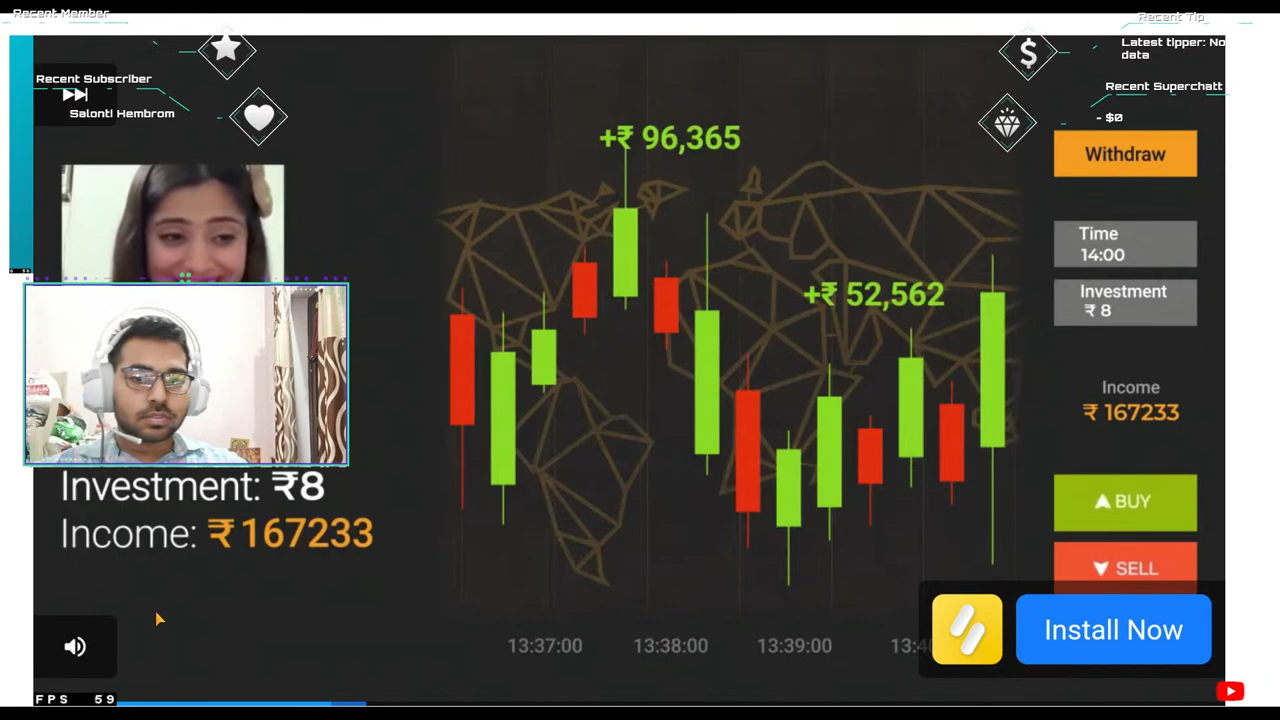 Recent Member
Recent Tip
Latest tipper: No
data
Recent Subscriber
Salonti Hembrom
Recent Superchatt
- $0
+₹ 96,365
Withdraw
Time
14:00
Investment
₹ 8
+₹ 52,562
Income
₹ 167233
Investment: ₹8
Income: ₹ 167233
BUY
SELL
13:37:00
13:38:00
13:39:00
13:4
Install Now
FPS 59